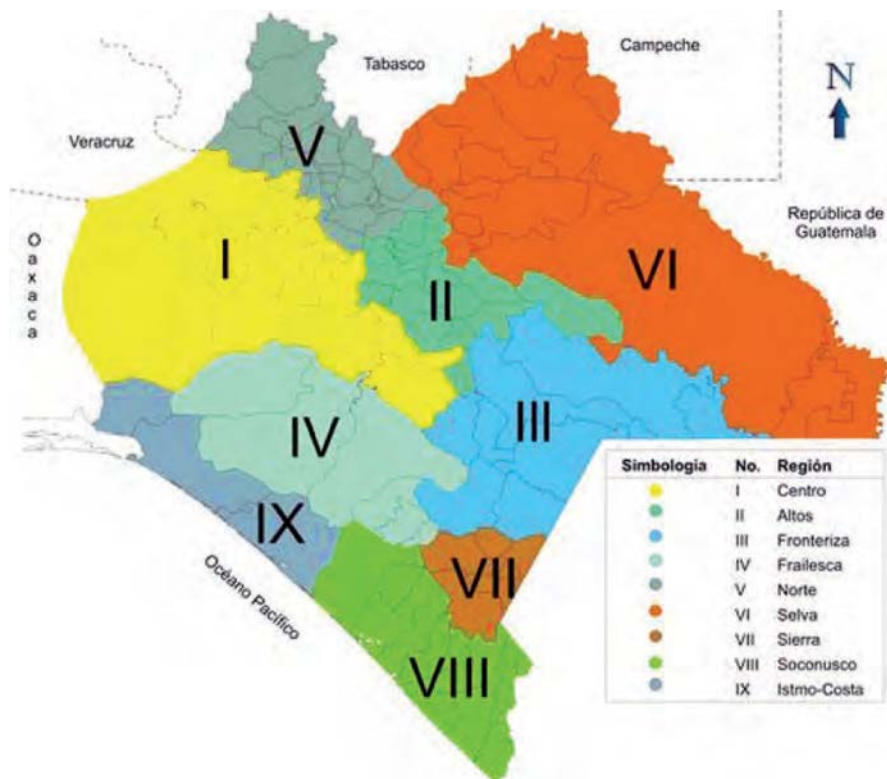 Campeche
Tabasco
N
Veracruz
V
República de
Guatemala
Oaxaca
I
VI
II
III
IV
IX
VII
VIII
Océano Pacífico
Simbología No. Región
I Centro
II Altos
III Fronteriza
IV Frailesca
V Norte
VI Selva
VII Sierra
VIII Soconusco
IX Istmo-Costa